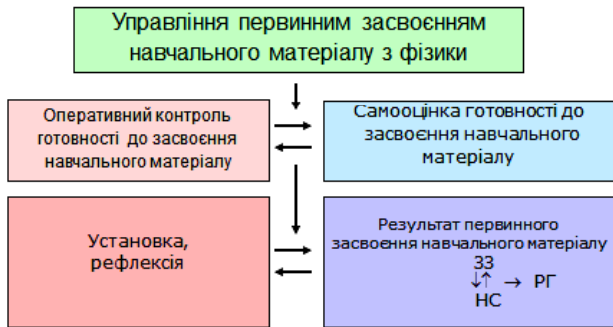 Управління первинним засвоєнням
навчального матеріалу з фізики
Оперативний контроль
готовності до засвоєння
навчального матеріалу
Самооцінка готовності до
засвоєння навчального
матеріалу
Установка,
рефлексія
Результат первинного
засвоєння навчального матеріалу
ЗЗ
↓↑ → РГ
НС